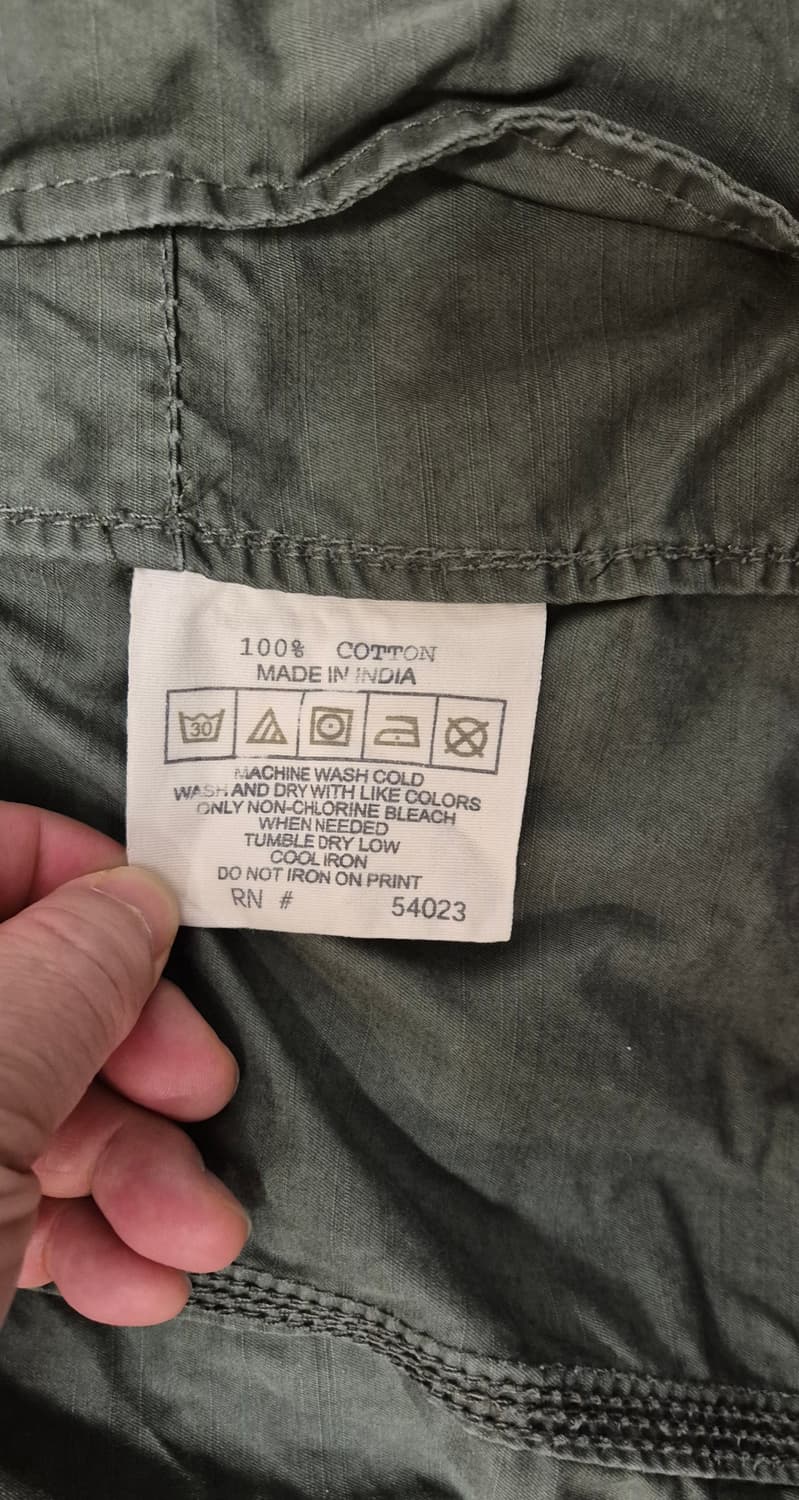 100% COTTON
MADE IN INDIA
30
MACHINE WASH COLD
WASH AND DRY WITH LIKE COLORS
ONLY NON-CHLORINE BLEACH
WHEN NEEDED
TUMBLE DRY LOW
COOL IRON
DO NOT IRON ON PRINT
RN # 54023